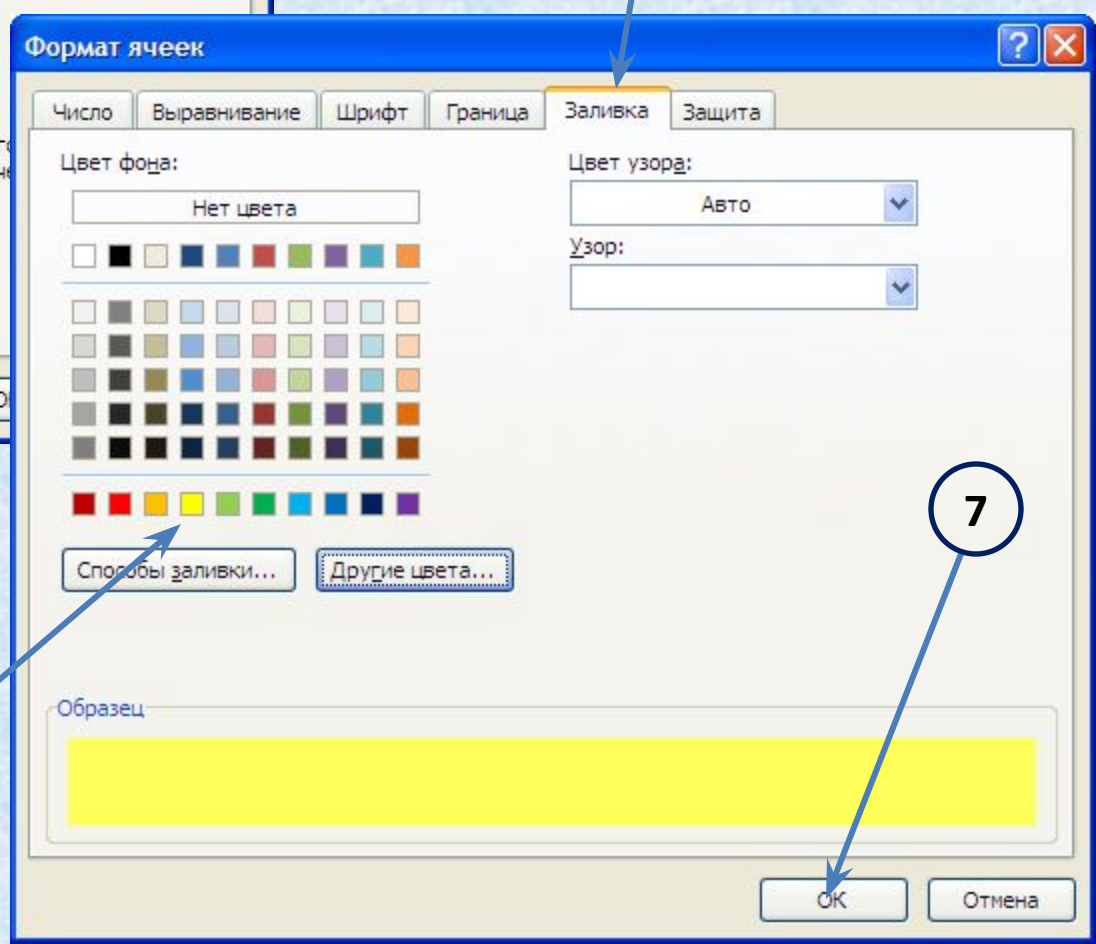 Формат ячеек
Число Выравнивание Шрифт Граница Заливка Защита
Цвет фона:
Нет цвета
Цвет узора:
Авто
Узор:
7
Способы заливки... Другие цвета...
Образец
ОК Отмена